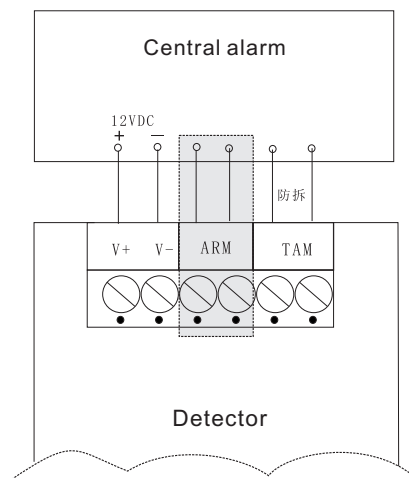 Central alarm
12VDC
+ —
防拆
V+ V- ARM TAM
Detector